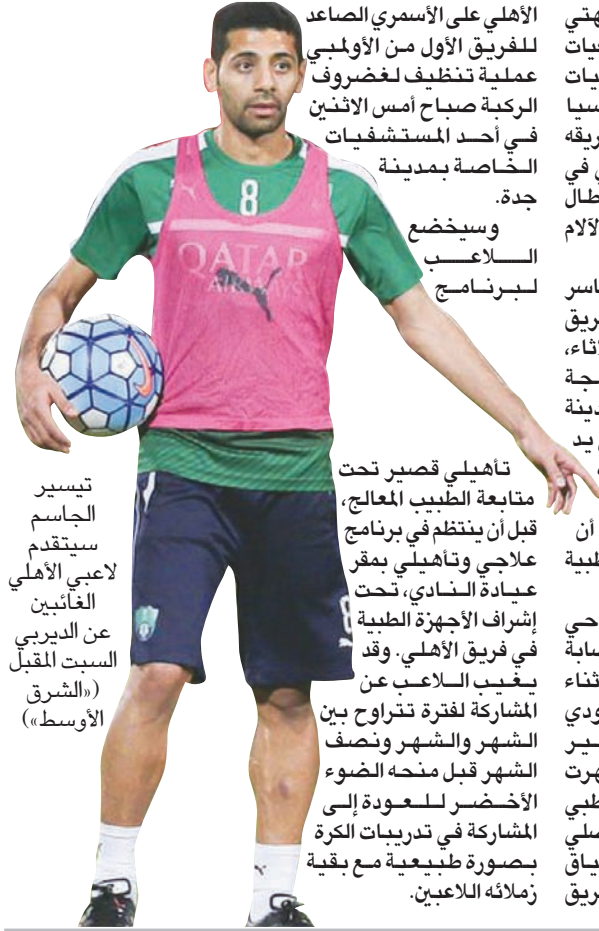 الأهلي على الأسمري الصاعد
للفريق الأول من الأولمبي
عملية تنظيف لغضروف
الركبة صباح أمس الاثنين
في أحد المستشفيات
الخاصة بمدينة
جدة.
وسيخضع
اللاعب
لبرنامج
تأهيلي قصير تحت
متابعة الطبيب المعالج،
قبل أن ينتظم في برنامج
علاجي وتأهيلي بمقر
عيادة النادي، تحت
إشراف الأجهزة الطبية
في فريق الأهلي. وقد
يغيب اللاعب عن
المشاركة لفترة تتراوح بين
الشهر والشهر ونصف
الشهر قبل منحه الضوء
الأخضر للعودة إلى
المشاركة في تدريبات الكرة
بصورة طبيعية مع بقية
زملائه اللاعبين.
تيسير
الجاسم
سيتقدم
لاعبي الأهلي
الغائبين
عن الديربي
السبت المقبل
(«الشرق
الأوسط»)
8
QATAR
AIRWAYS
8